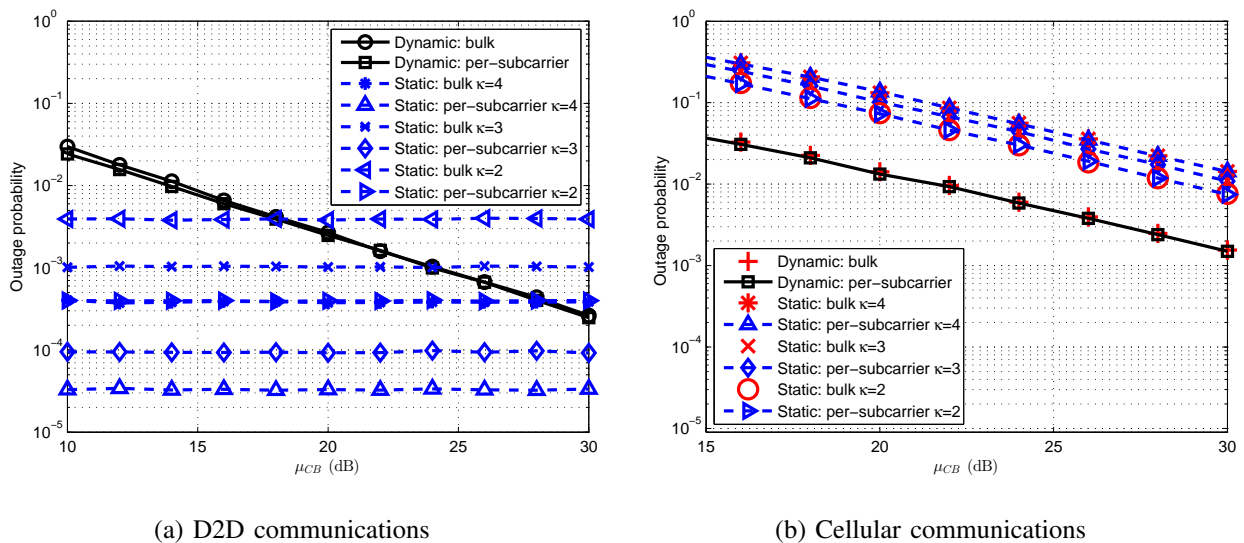 10^0
10^-1
10^-2
10^-3
10^-4
10^-5
Outage probability
10 15 20 25 30
μCB (dB)
Dynamic: bulk
Dynamic: per−subcarrier
Static: bulk κ=4
Static: per−subcarrier κ=4
Static: bulk κ=3
Static: per−subcarrier κ=3
Static: bulk κ=2
Static: per−subcarrier κ=2
(a) D2D communications
10^0
10^-1
10^-2
10^-3
10^-4
10^-5
Outage probability
15 20 25 30
μCB (dB)
Dynamic: bulk
Dynamic: per−subcarrier
Static: bulk κ=4
Static: per−subcarrier κ=4
Static: bulk κ=3
Static: per−subcarrier κ=3
Static: bulk κ=2
Static: per−subcarrier κ=2
(b) Cellular communications